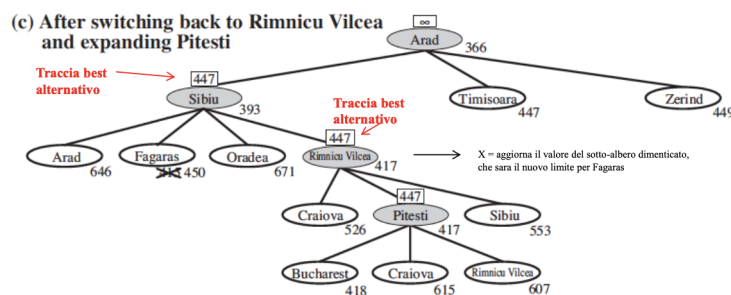 (c) After switching back to Rimnicu Vilcea
and expanding Pitesti
∞
Arad
366
Traccia best
alternativo
447
Sibiu
393
Timisoara
447
Zerind
449
Traccia best
alternativo
447
Arad
646
Fagaras
415 450
Oradea
671
Rimnicu Vilcea
417
X = aggiorna il valore del sotto-albero dimenticato,
che sara il nuovo limite per Fagaras
447
Craiova
526
Pitesti
417
Sibiu
553
Bucharest
418
Craiova
615
Rimnicu Vilcea
607